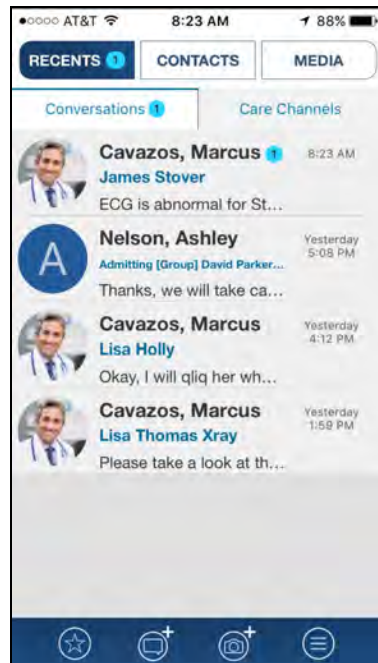 AT&T 8:23 AM 88%
RECENTS 1 CONTACTS MEDIA
Conversations 1 Care Channels
Cavazos, Marcus 1 8:23 AM
James Stover
ECG is abnormal for St...
Nelson, Ashley Yesterday
5:08 PM
A
Admitting [Group] David Parker...
Thanks, we will take ca...
Cavazos, Marcus Yesterday
4:12 PM
Lisa Holly
Okay, I will qliq her wh...
Cavazos, Marcus Yesterday
1:59 PM
Lisa Thomas Xray
Please take a look at th...